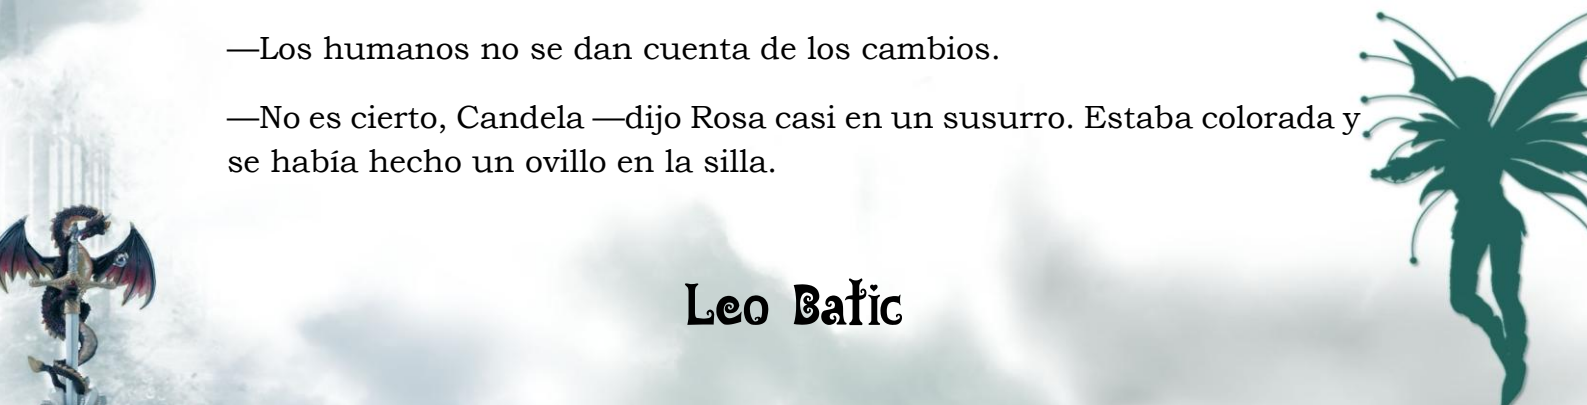 —Los humanos no se dan cuenta de los cambios.
—No es cierto, Candela —dijo Rosa casi en un susurro. Estaba colorada y
se había hecho un ovillo en la silla.
Leo Batic